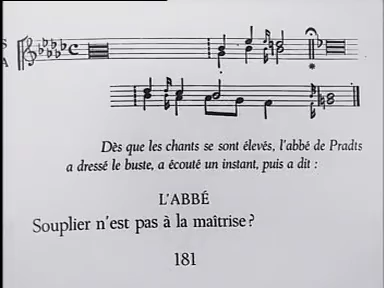 S
A
Dès que les chants se sont élevés, l'abbé de Pradts
a dressé le buste, a écouté un instant, puis a dit :
L'ABBÉ
Souplier n'est pas à la maîtrise ?
181